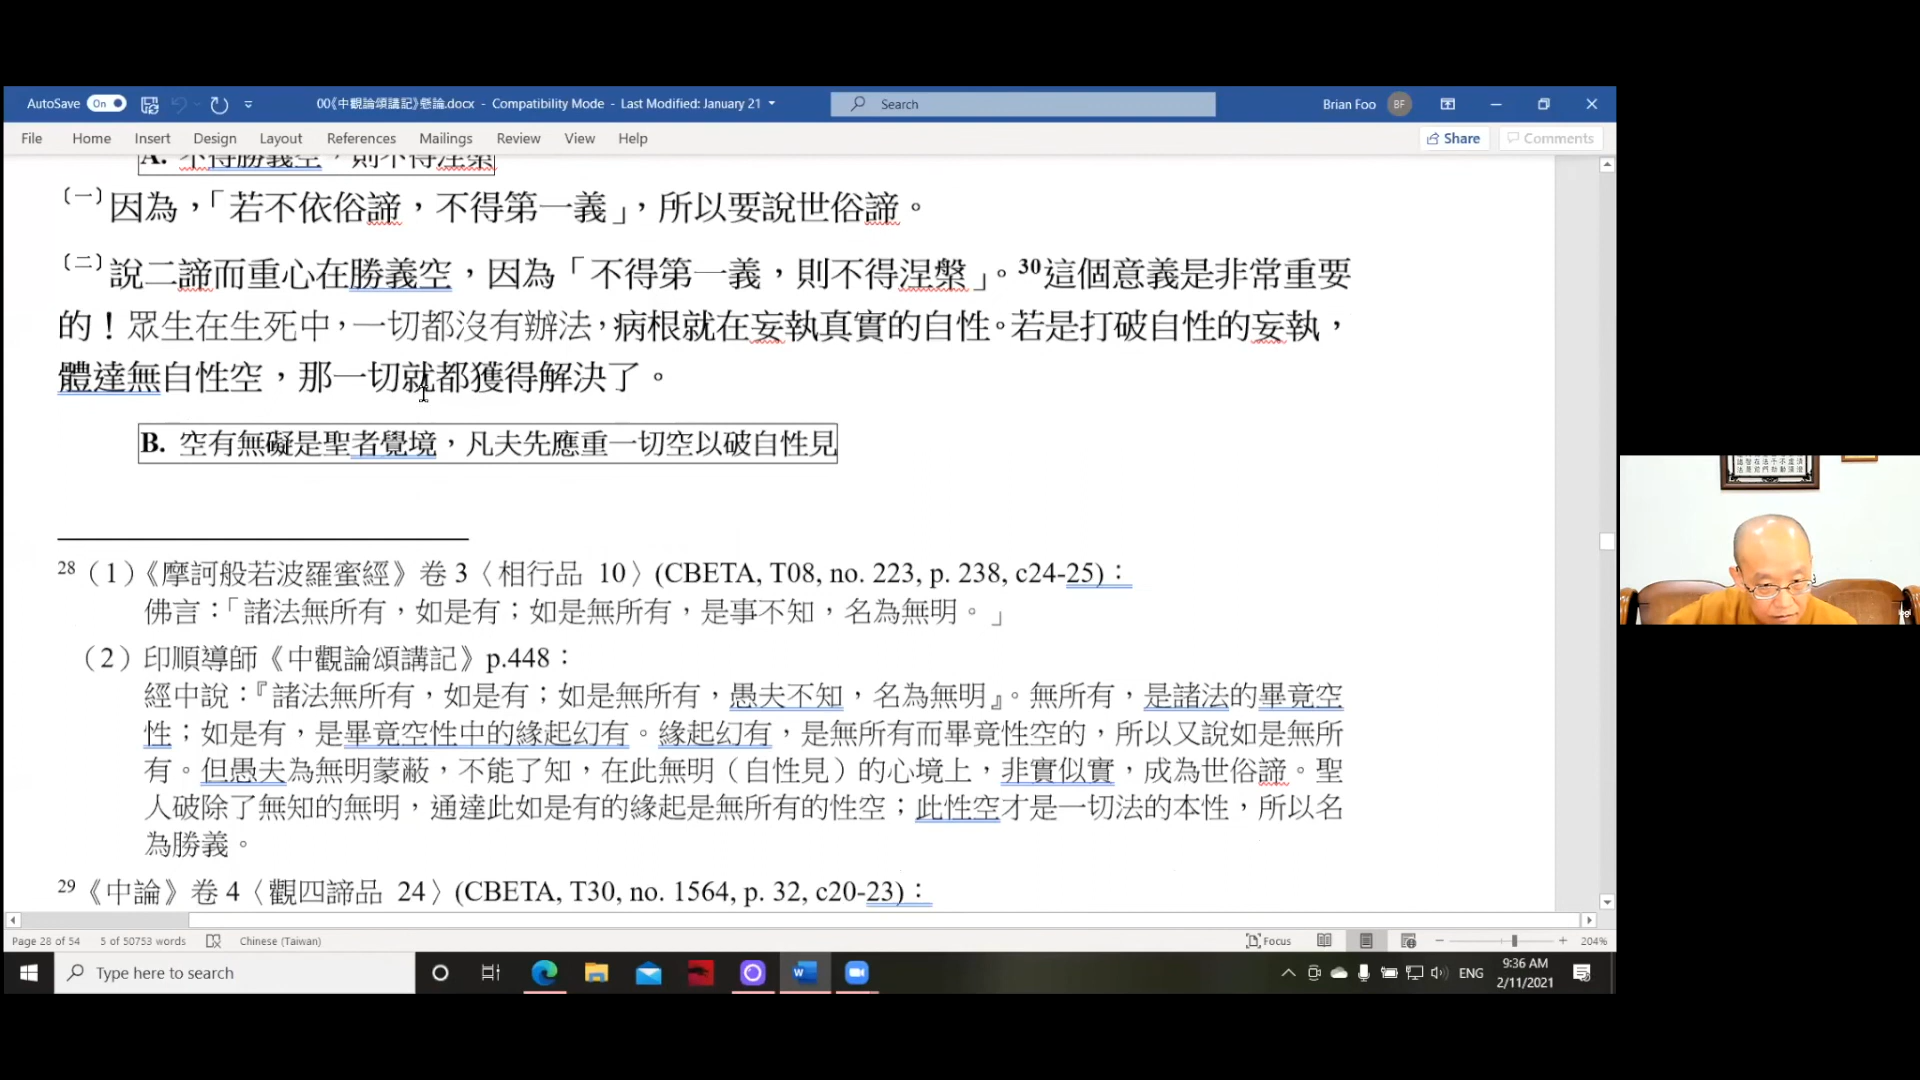 AutoSave On 00《中觀論頌講記》懸論.docx - Compatibility Mode - Last Modified: January 21 Search Brian Foo BF
File Home Insert Design Layout References Mailings Review View Help Share Comments
A. 不得勝義空，則不得涅槃
〔一〕因為，「若不依俗諦，不得第一義」，所以要說世俗諦。
〔二〕說二諦而重心在勝義空，因為「不得第一義，則不得涅槃」。30這個意義是非常重要
的！眾生在生死中，一切都沒有辦法，病根就在妄執真實的自性。若是打破自性的妄執，
體達無自性空，那一切就都獲得解決了。
B. 空有無礙是聖者覺境，凡夫先應重一切空以破自性見
28（1）《摩訶般若波羅蜜經》卷 3〈相行品 10〉(CBETA, T08, no. 223, p. 238, c24-25)：
佛言：「諸法無所有，如是有；如是無所有，是事不知，名為無明。」
（2）印順導師《中觀論頌講記》p.448：
經中說：『諸法無所有，如是有；如是無所有，愚夫不知，名為無明』。無所有，是諸法的畢竟空
性；如是有，是畢竟空性中的緣起幻有。緣起幻有，是無所有而畢竟性空的，所以又說如是無所
有。但愚夫為無明蒙蔽，不能了知，在此無明（自性見）的心境上，非實似實，成為世俗諦。聖
人破除了無知的無明，通達此如是有的緣起是無所有的性空；此性空才是一切法的本性，所以名
為勝義。
29《中論》卷 4〈觀四諦品 24〉(CBETA, T30, no. 1564, p. 32, c20-23)：
Page 28 of 54 5 of 50753 words Chinese (Taiwan) Focus 204%
Type here to search ENG 9:36 AM
2/11/2021